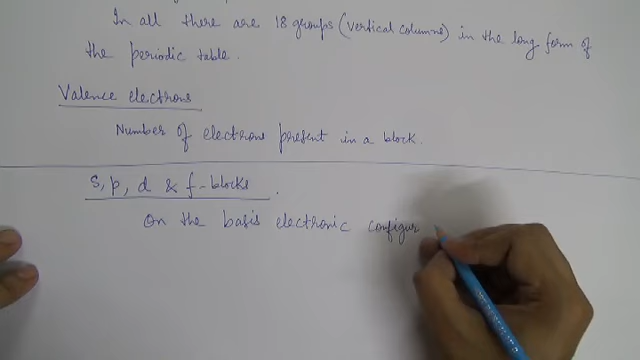 In all there are 18 groups (vertical columns) in the long form of
the periodic table.
Valence electrons
Number of electrons present in a block.
s, p, d & f-blocks.
On the basis electronic configur